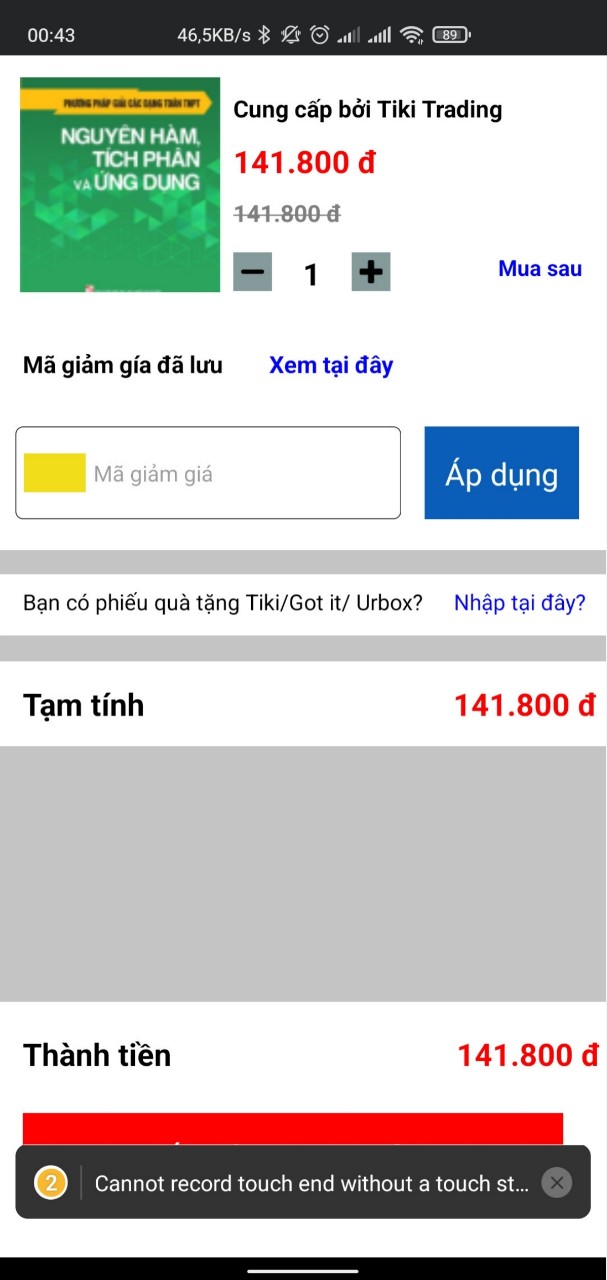 00:43 46,5KB/s 89
PHƯƠNG PHÁP GIẢI CÁC DẠNG TOÁN THPT
NGUYÊN HÀM,
TÍCH PHÂN
VÀ ỨNG DỤNG
Cung cấp bởi Tiki Trading
141.800 đ
141.800 đ
1
Mua sau
Mã giảm gía đã lưu Xem tại đây
Mã giảm giá
Áp dụng
Bạn có phiếu quà tặng Tiki/Got it/ Urbox? Nhập tại đây?
Tạm tính 141.800 đ
Thành tiền 141.800 đ
2 Cannot record touch end without a touch st...